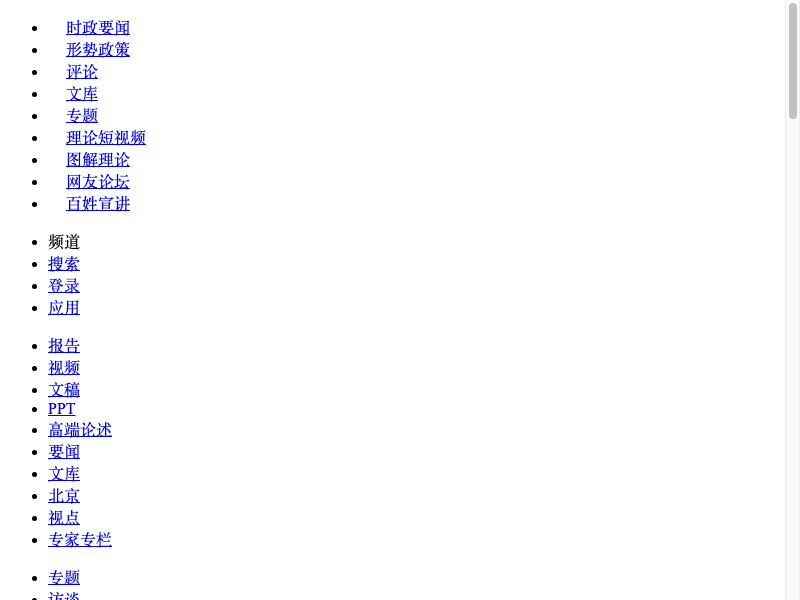 时政要闻
形势政策
评论
文库
专题
理论短视频
图解理论
网友论坛
百姓宣讲
频道
搜索
登录
应用
报告
视频
文稿
PPT
高端论述
要闻
文库
北京
视点
专家专栏
专题
访谈